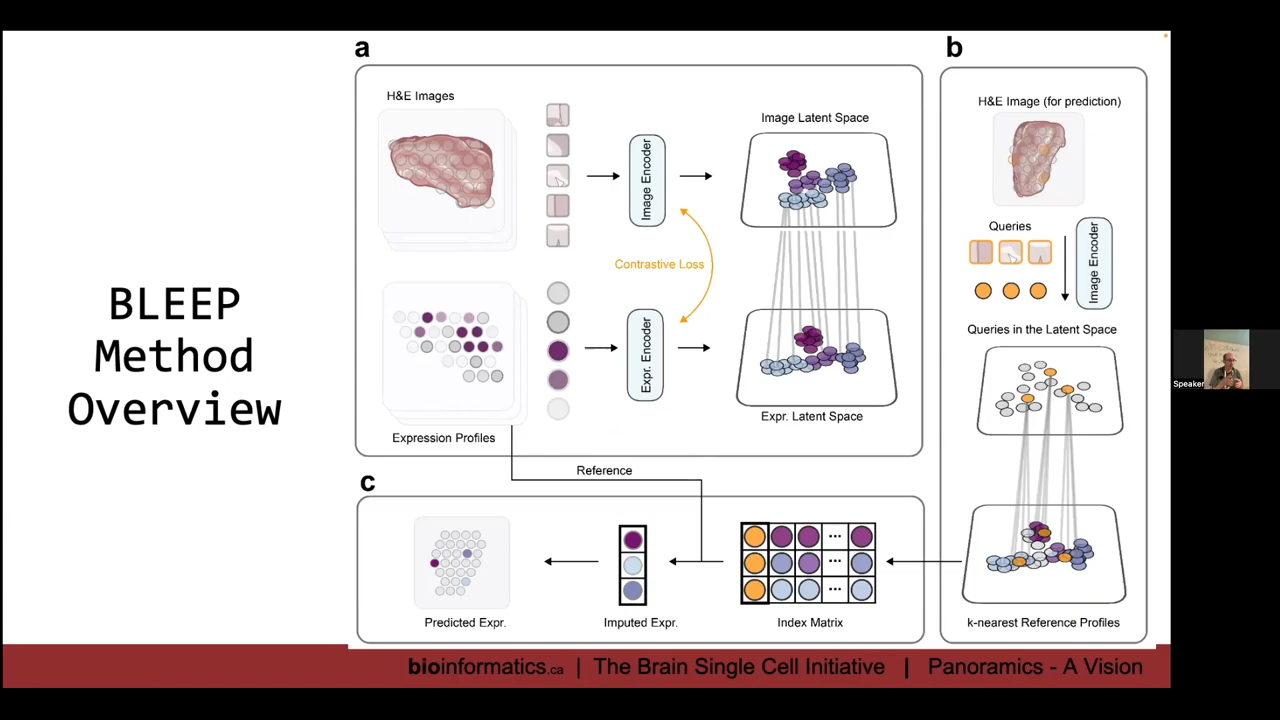 BLEEP
Method
Overview
a
H&E Images
Image Encoder
Image Latent Space
Contrastive Loss
Expr. Encoder
Expr. Latent Space
Expression Profiles
Reference
b
H&E Image (for prediction)
Queries
Image Encoder
Queries in the Latent Space
k-nearest Reference Profiles
c
...
...
...
Predicted Expr.
Imputed Expr.
Index Matrix
bioinformatics.ca | The Brain Single Cell Initiative | Panoramics - A Vision
Speaker